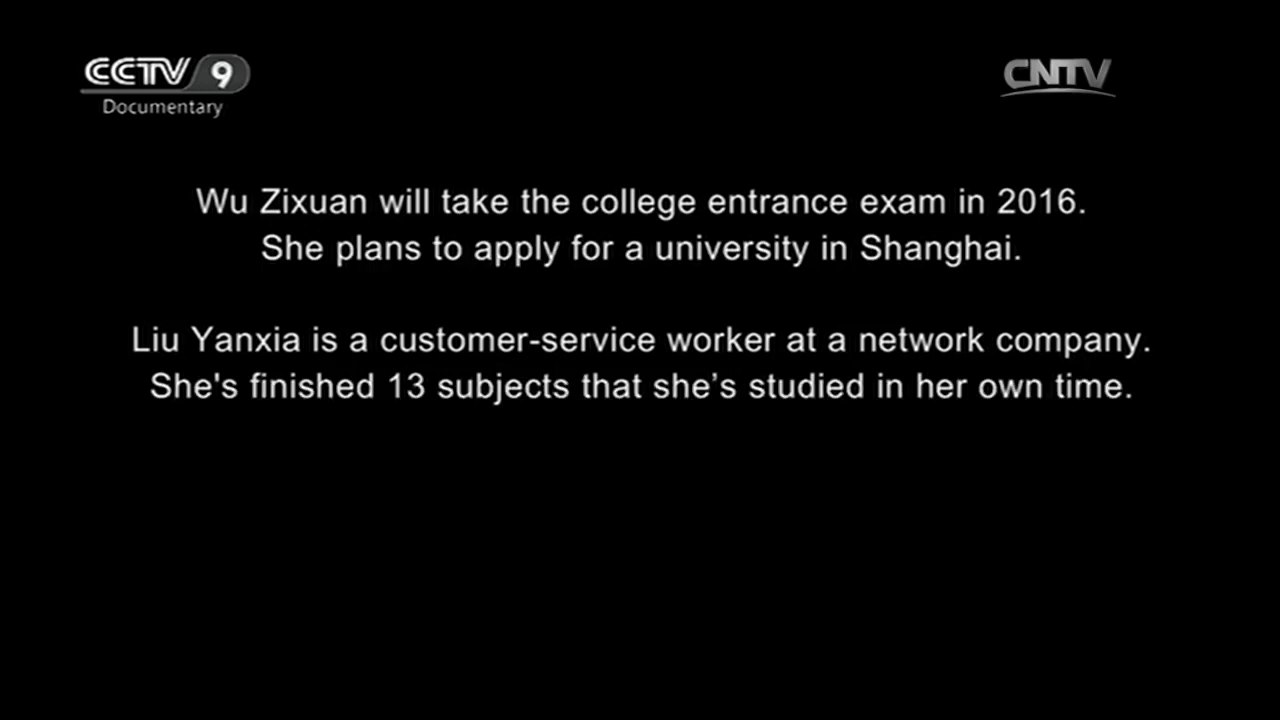 CCTV 9
Documentary
CNTV
Wu Zixuan will take the college entrance exam in 2016.
She plans to apply for a university in Shanghai.
Liu Yanxia is a customer-service worker at a network company.
She's finished 13 subjects that she’s studied in her own time.